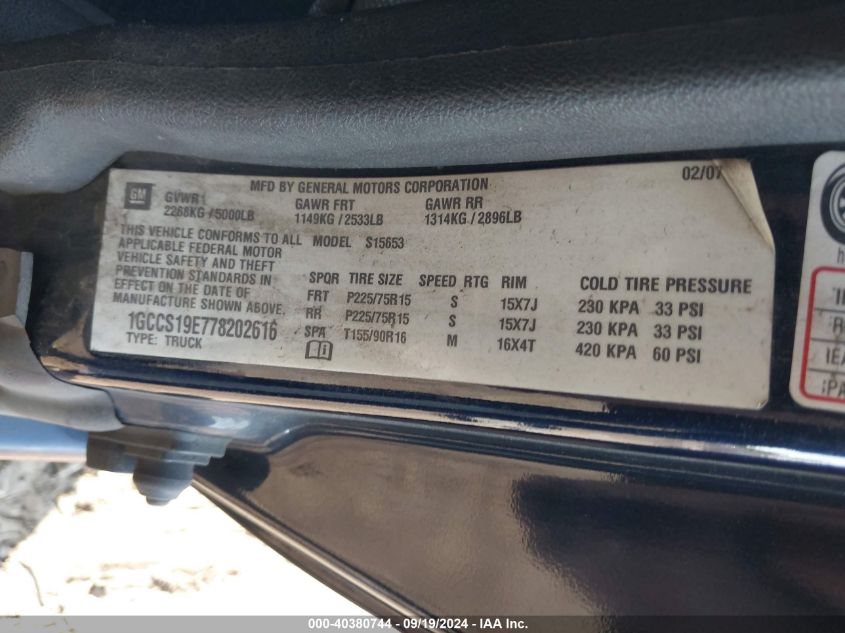 MFD BY GENERAL MOTORS CORPORATION 02/07
GM
GVWR GAWR FRT GAWR RR
2268KG / 5000LB 1149KG / 2533LB 1314KG / 2896LB
THIS VEHICLE CONFORMS TO ALL MODEL S15653
APPLICABLE FEDERAL MOTOR
VEHICLE SAFETY AND THEFT
PREVENTION STANDARDS IN
EFFECT ON THE DATE OF
MANUFACTURE SHOWN ABOVE.
1GCCS19E778202616
TYPE: TRUCK
SPQR TIRE SIZE SPEED RTG RIM COLD TIRE PRESSURE
FRT P225/75R15 S 15X7J 230 KPA 33 PSI
RR P225/75R15 S 15X7J 230 KPA 33 PSI
SPA T155/90R16 M 16X4T 420 KPA 60 PSI
000-40380744 - 09/19/2024 - IAA Inc.